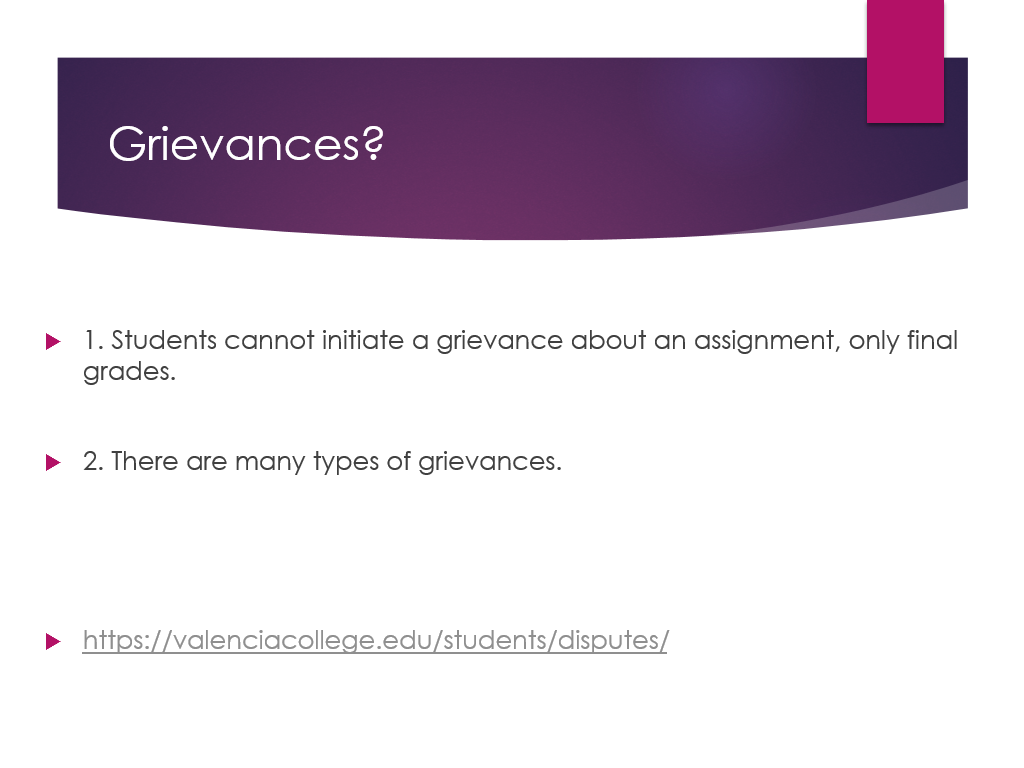 Grievances?
1. Students cannot initiate a grievance about an assignment, only final
grades.
2. There are many types of grievances.
https://valenciacollege.edu/students/disputes/